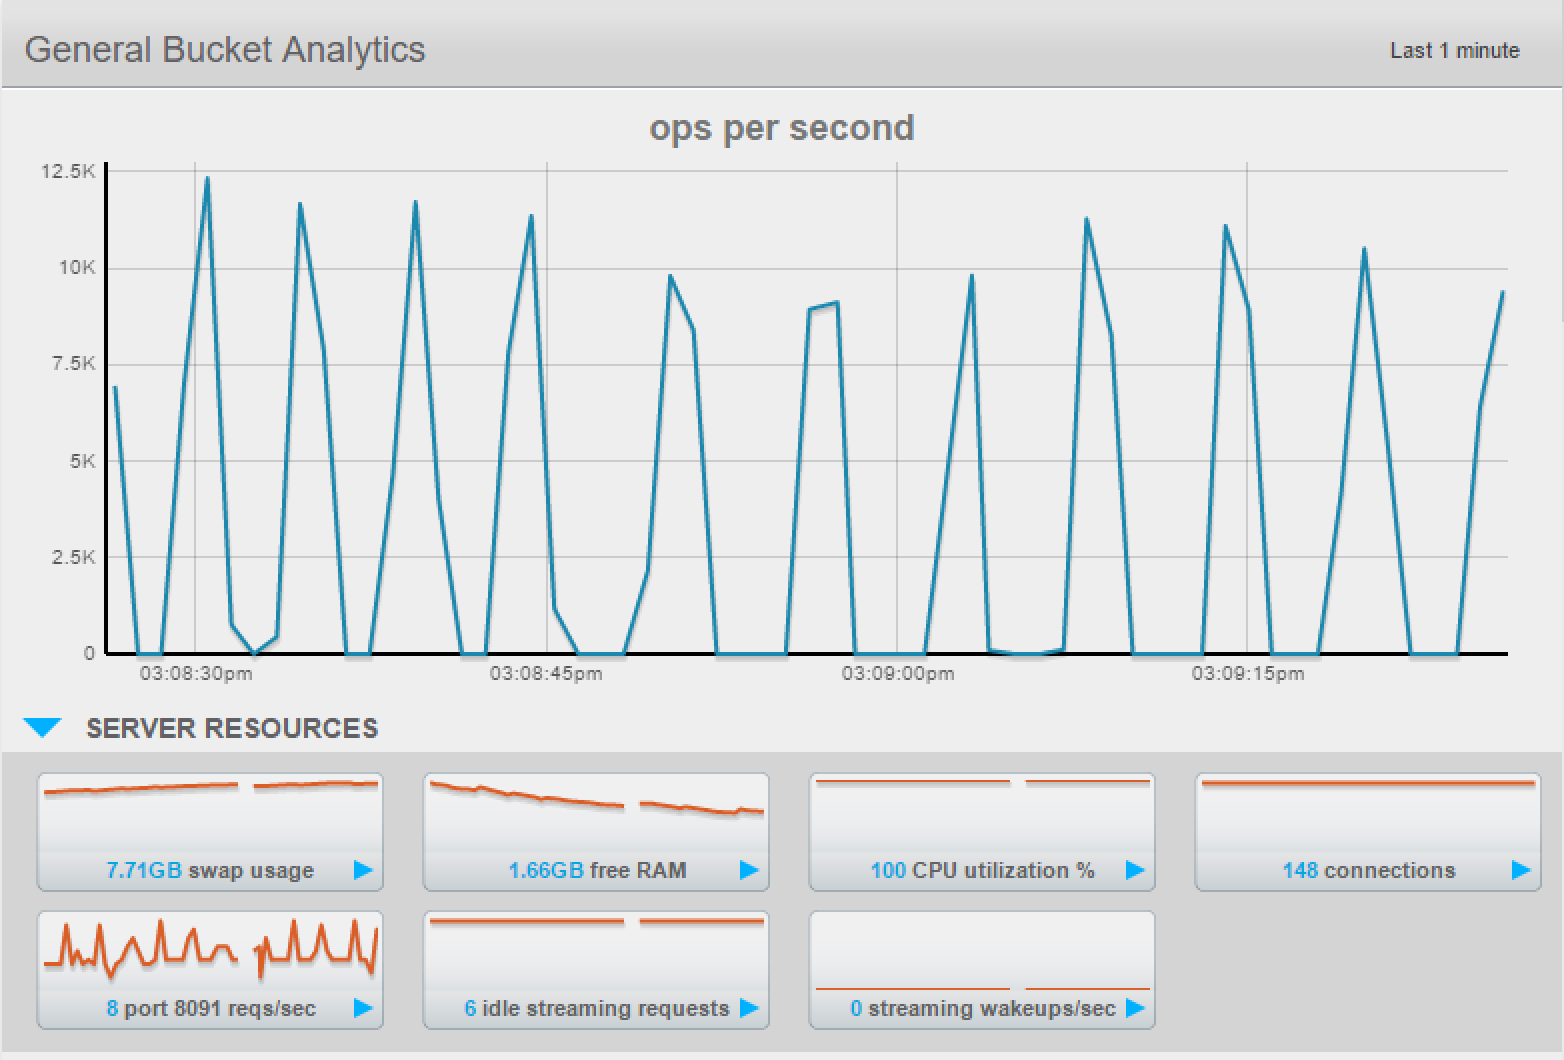 General Bucket Analytics
Last 1 minute
ops per second
12.5K
10K
7.5K
5K
2.5K
0
03:08:30pm 03:08:45pm 03:09:00pm 03:09:15pm
SERVER RESOURCES
7.71GB swap usage
1.66GB free RAM
100 CPU utilization %
148 connections
8 port 8091 reqs/sec
6 idle streaming requests
0 streaming wakeups/sec